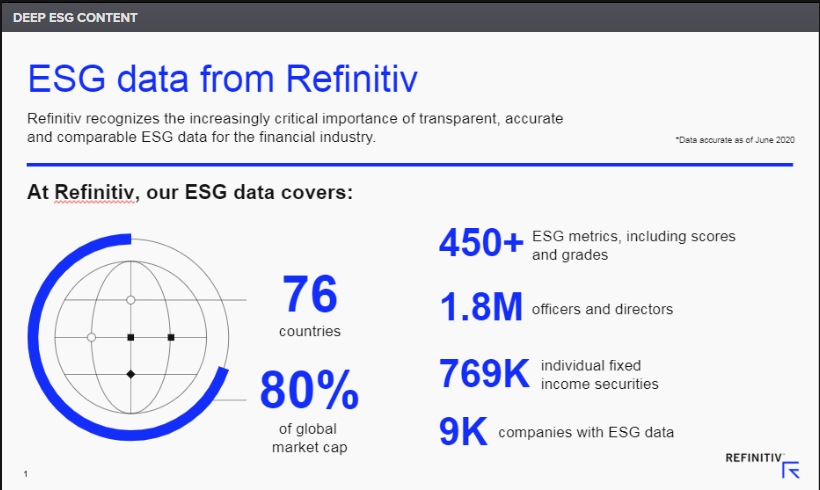 DEEP ESG CONTENT
ESG data from Refinitiv
Refinitiv recognizes the increasingly critical importance of transparent, accurate
and comparable ESG data for the financial industry.
*Data accurate as of June 2020
At Refinitiv, our ESG data covers:
76
countries
80%
of global
market cap
450+
ESG metrics, including scores
and grades
1.8M
officers and directors
769K
individual fixed
income securities
9K
companies with ESG data
REFINITIV
1